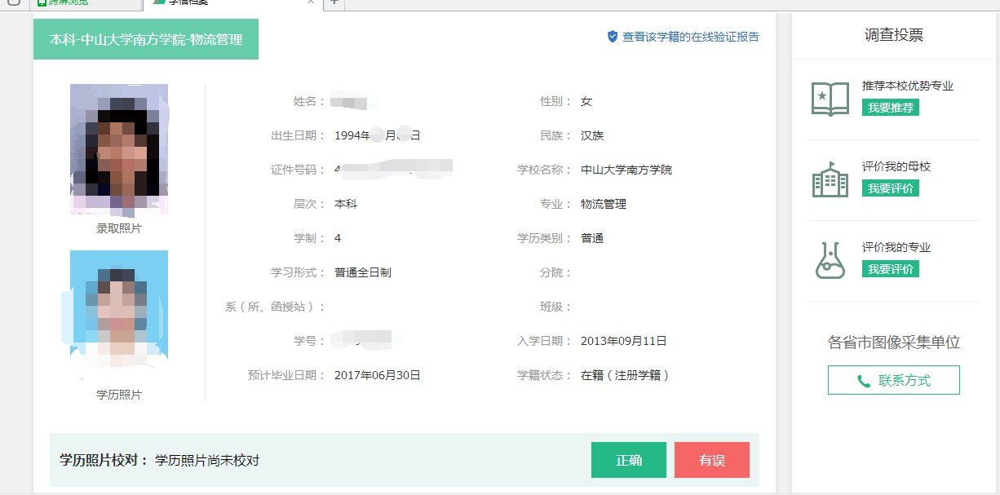 跨屏浏览
学信档案
本科-中山大学南方学院-物流管理
查看该学籍的在线验证报告
录取照片
学历照片
姓名：
性别： 女
出生日期： 1994年 月 日
民族： 汉族
证件号码： 4
学校名称： 中山大学南方学院
层次： 本科
专业： 物流管理
学制： 4
学历类别： 普通
学习形式： 普通全日制
分院：
系（所、函授站）：
班级：
学号：
入学日期： 2013年09月11日
预计毕业日期： 2017年06月30日
学籍状态： 在籍（注册学籍）
学历照片校对： 学历照片尚未校对
正确
有误
调查投票
推荐本校优势专业
我要推荐
评价我的母校
我要评价
评价我的专业
我要评价
各省市图像采集单位
联系方式